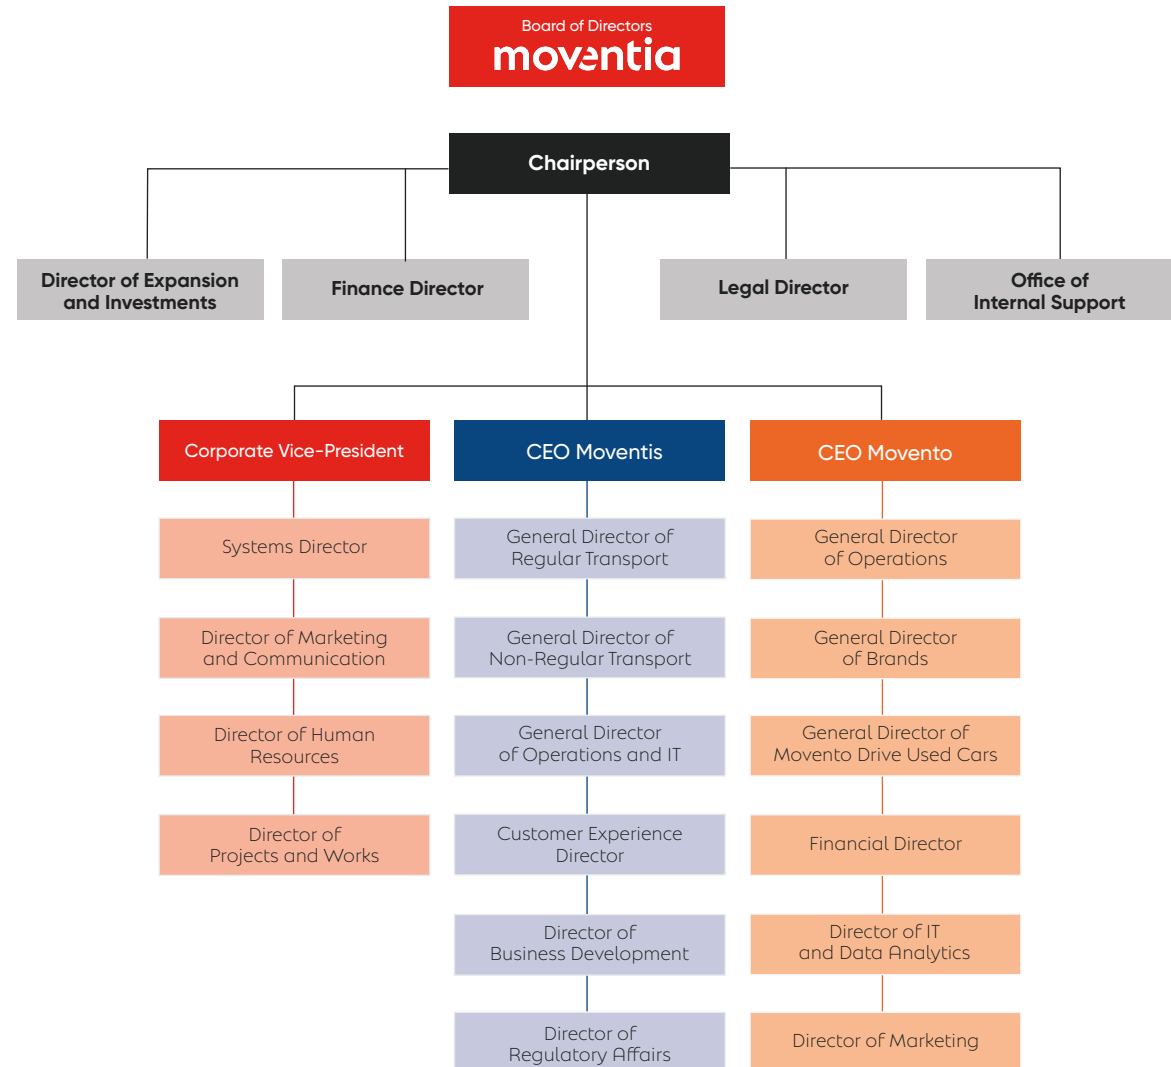 Board of Directors
moventia
Chairperson
Director of Expansion
and Investments
Finance Director
Legal Director
Office of
Internal Support
Corporate Vice-President
CEO Moventis
CEO Movento
Systems Director
General Director of
Regular Transport
General Director
of Operations
Director of Marketing
and Communication
General Director of
Non-Regular Transport
General Director
of Brands
Director of Human
Resources
General Director
of Operations and IT
General Director of
Movento Drive Used Cars
Director of
Projects and Works
Customer Experience
Director
Financial Director
Director of
Business Development
Director of IT
and Data Analytics
Director of
Regulatory Affairs
Director of Marketing